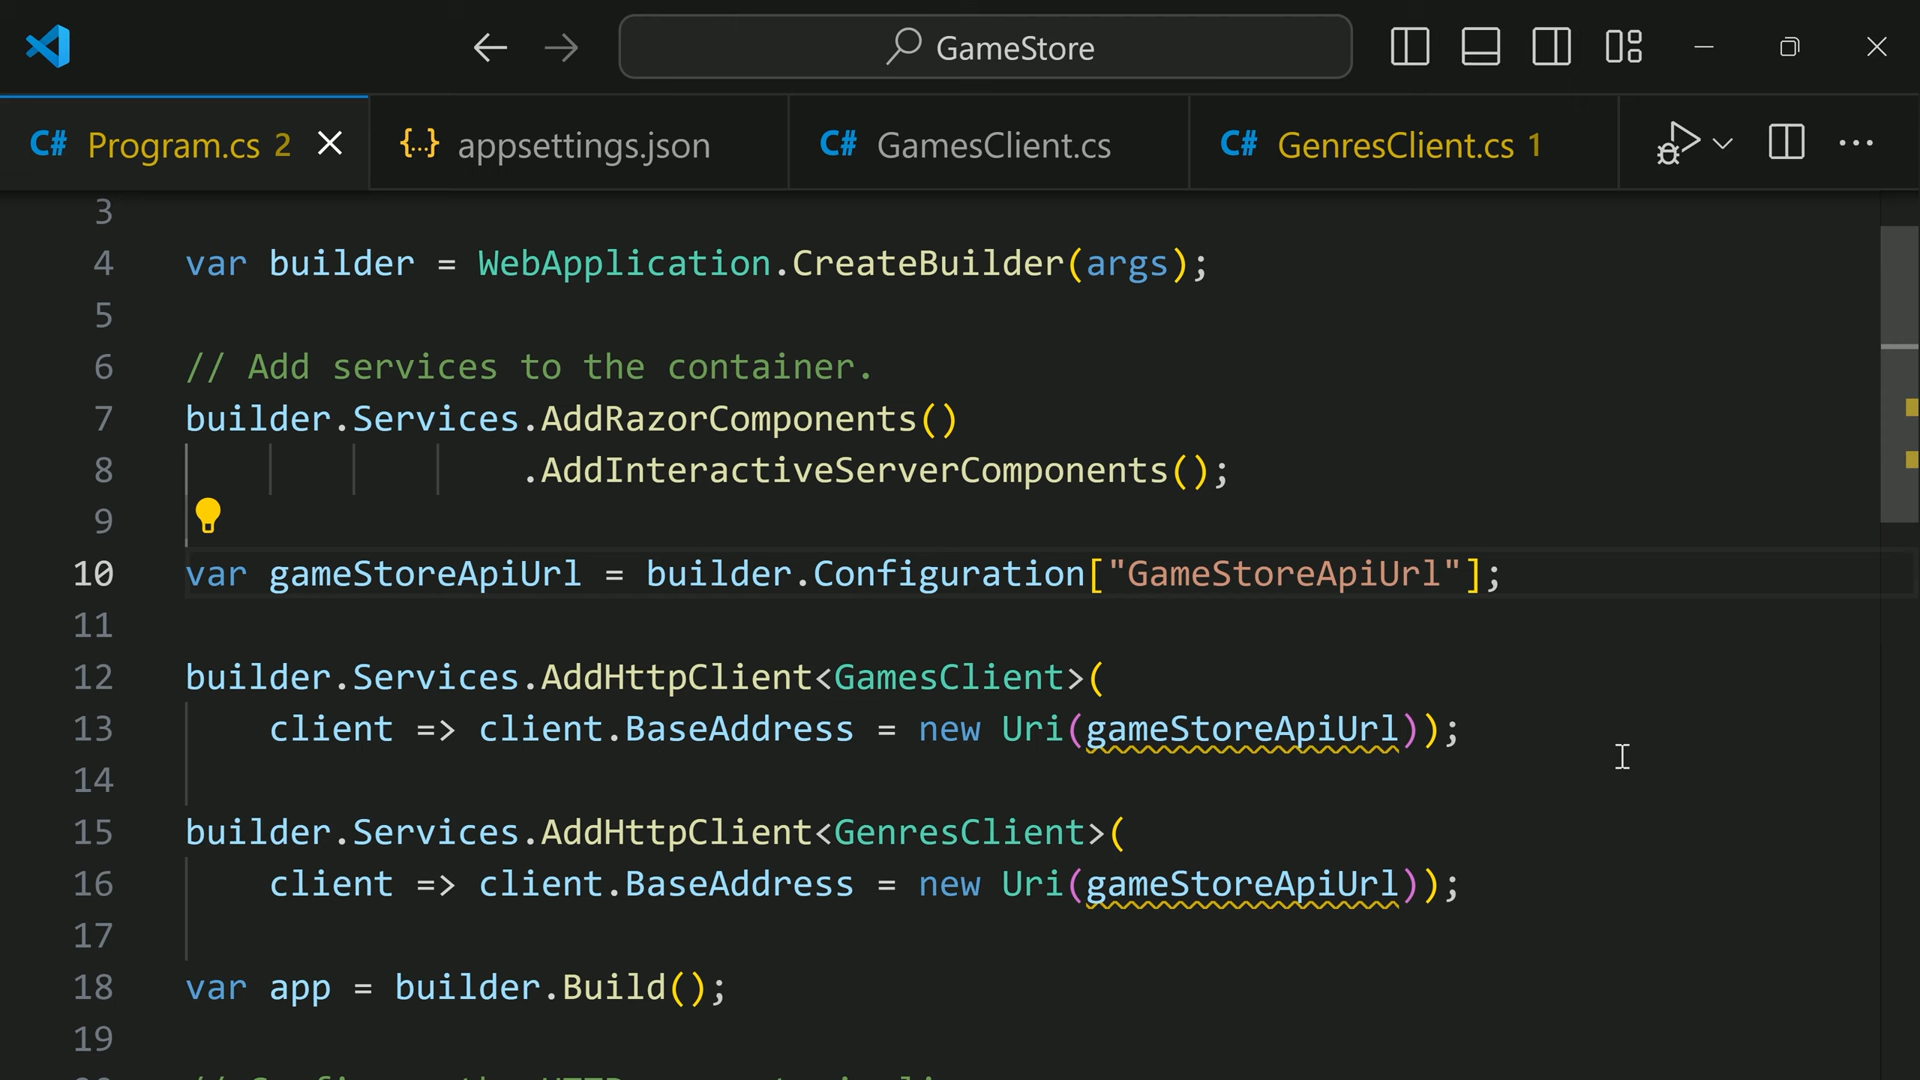 GameStore
C# Program.cs 2
{..} appsettings.json
C# GamesClient.cs
C# GenresClient.cs 1
3
4 var builder = WebApplication.CreateBuilder(args);
5
6 // Add services to the container.
7 builder.Services.AddRazorComponents()
8 .AddInteractiveServerComponents();
9
10 var gameStoreApiUrl = builder.Configuration["GameStoreApiUrl"];
11
12 builder.Services.AddHttpClient<GamesClient>(
13 client => client.BaseAddress = new Uri(gameStoreApiUrl));
14
15 builder.Services.AddHttpClient<GenresClient>(
16 client => client.BaseAddress = new Uri(gameStoreApiUrl));
17
18 var app = builder.Build();
19